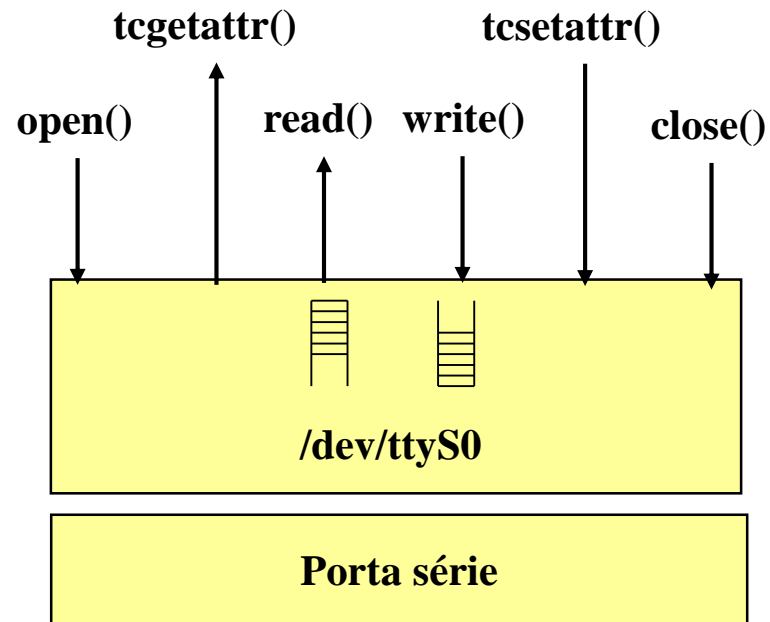 tcgetattr() tcsetattr()
open() read() write() close()
/dev/ttyS0
Porta série